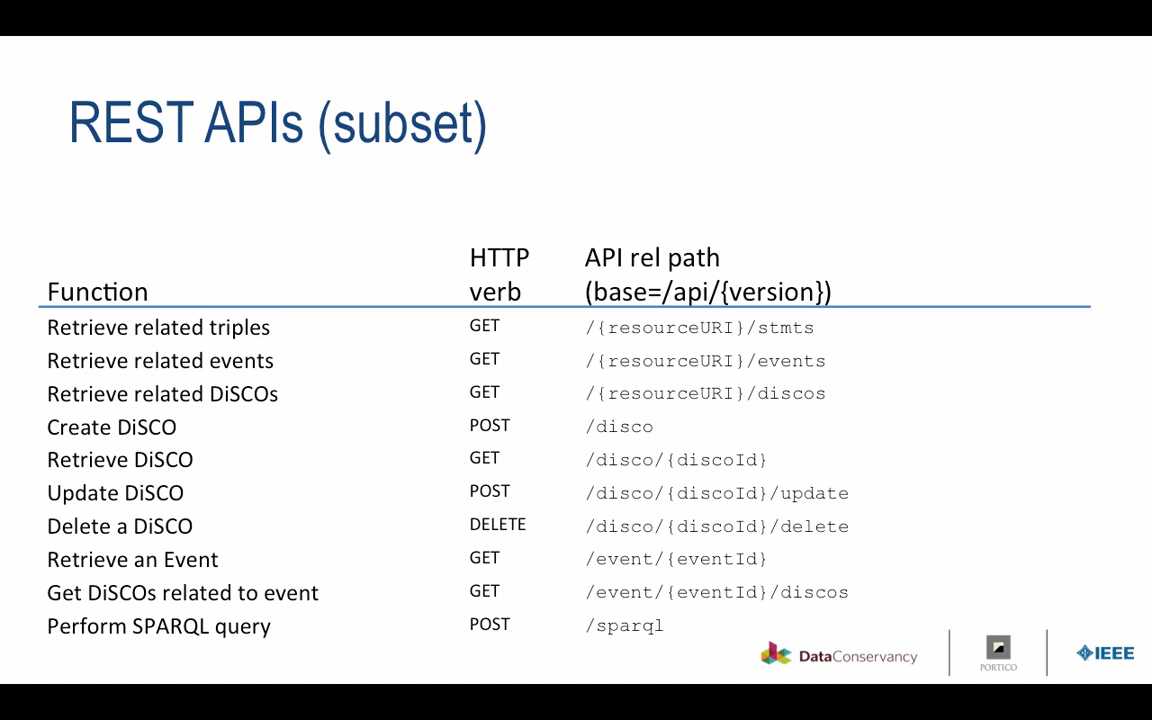 REST APIs (subset)
HTTP API rel path
Function verb (base=/api/{version})
Retrieve related triples GET /{resourceURI}/stmts
Retrieve related events GET /{resourceURI}/events
Retrieve related DiSCOs GET /{resourceURI}/discos
Create DiSCO POST /disco
Retrieve DiSCO GET /disco/{discoId}
Update DiSCO POST /disco/{discoId}/update
Delete a DiSCO DELETE /disco/{discoId}/delete
Retrieve an Event GET /event/{eventId}
Get DiSCOs related to event GET /event/{eventId}/discos
Perform SPARQL query POST /sparql
DataConservancy PORTICO IEEE